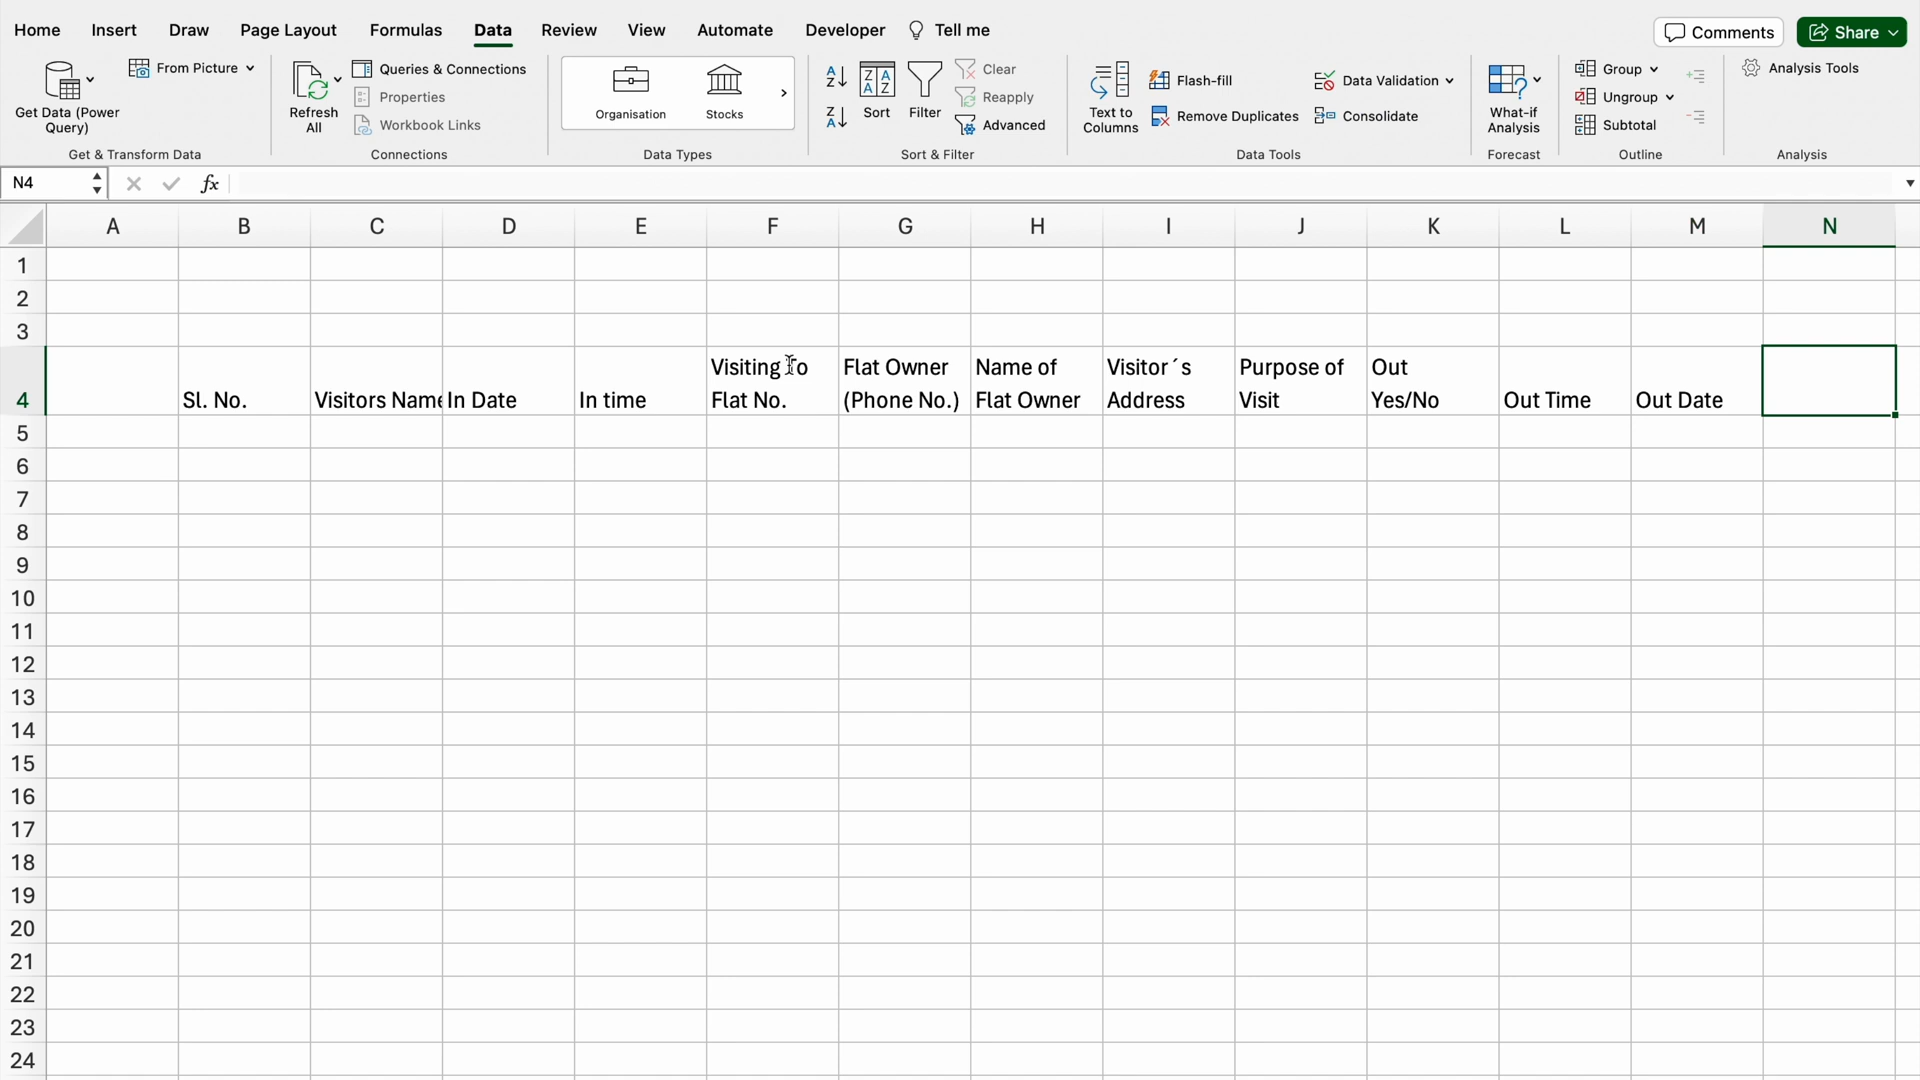 Home Insert Draw Page Layout Formulas Data Review View Automate Developer Tell me Comments Share
Get Data (Power
Query)
From Picture
Get & Transform Data
Refresh
All
Queries & Connections
Properties
Workbook Links
Connections
Organisation Stocks
Data Types
Sort Filter
Clear
Reapply
Advanced
Sort & Filter
Text to
Columns
Flash-fill
Remove Duplicates
Data Validation
Consolidate
Data Tools
What-if
Analysis
Forecast
Group
Ungroup
Subtotal
Outline
Analysis Tools
Analysis
N4 fx
A B C D E F G H I J K L M N
1
2
3
Visiting To Flat Owner Name of Visitor´s Purpose of Out
4 Sl. No. Visitors Name In Date In time Flat No. (Phone No.) Flat Owner Address Visit Yes/No Out Time Out Date
5
6
7
8
9
10
11
12
13
14
15
16
17
18
19
20
21
22
23
24